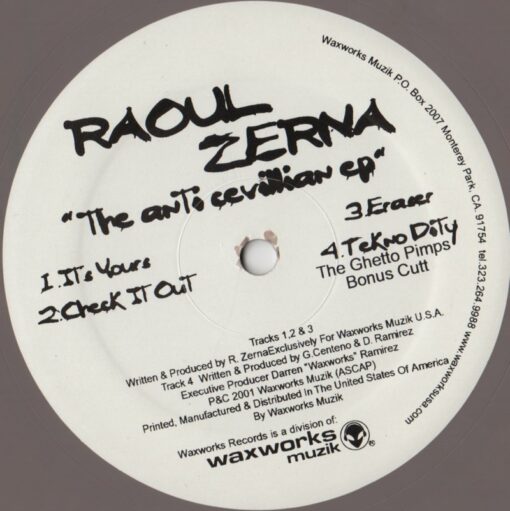 RAOUL
ZERNA
"The anti cevillian ep"
1. It's Yours
2. Check It Out
3. Eraser
4. Tekno Dity
The Ghetto Pimps
Bonus Cutt
Tracks 1,2 & 3
Written & Produced by R. ZernaExclusively For Waxworks Muzik U.S.A.
Track 4 Written & Produced by G.Centeno & D. Ramirez
Executive Producer Darren "Waxworks" Ramirez
P&C 2001 Waxworks Muzik (ASCAP)
Printed, Manufactured & Distributed In The United States Of America
By Waxworks Muzik
Waxworks Records is a division of:
waxworks
muzik
®
Waxworks Muzik P.O. Box 2007 Monterey Park, CA. 91754 tel.323.264.9988 www.waxworksusa.com